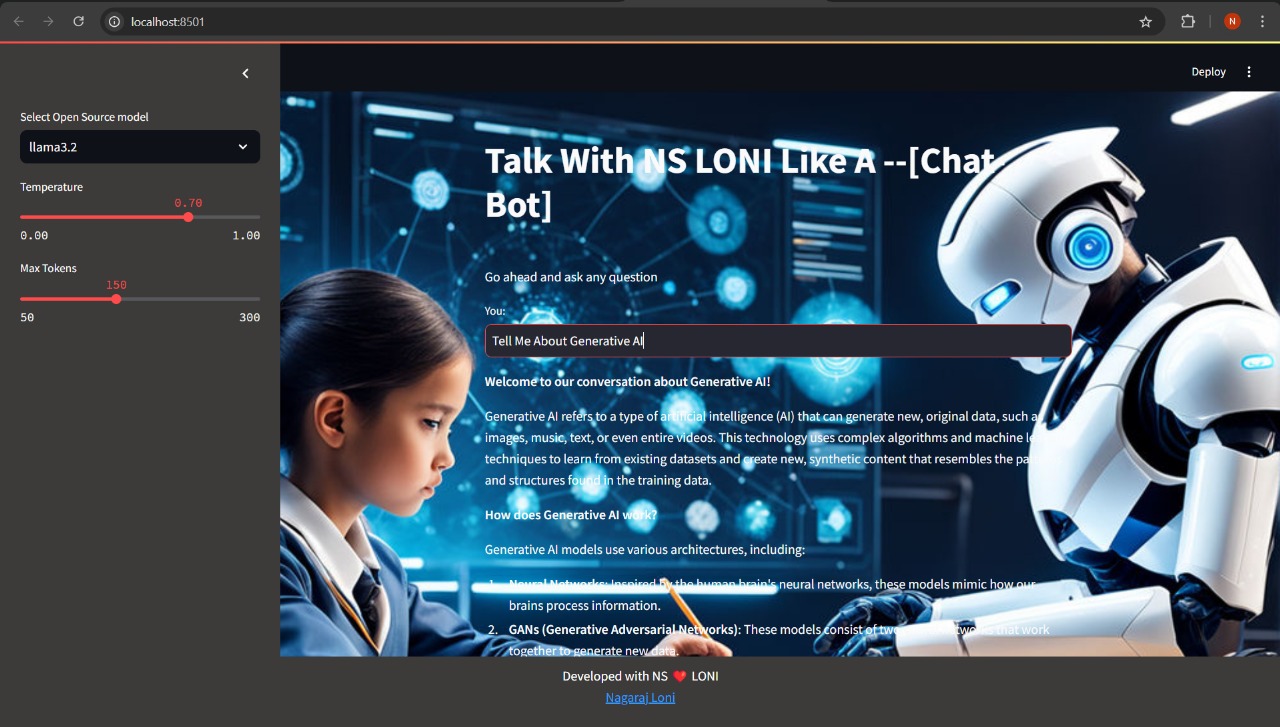 localhost:8501
N
Deploy
Select Open Source model
llama3.2
Temperature
0.70
0.00 1.00
Max Tokens
150
50 300
Talk With NS LONI Like A --[Chat
Bot]
Go ahead and ask any question
You:
Tell Me About Generative AI
Welcome to our conversation about Generative AI!
Generative AI refers to a type of artificial intelligence (AI) that can generate new, original data, such as
images, music, text, or even entire videos. This technology uses complex algorithms and machine
techniques to learn from existing datasets and create new, synthetic content that resembles the
and structures found in the training data.
How does Generative AI work?
Generative AI models use various architectures, including:
1. Neural Networks: Inspired by the human brain's neural networks, these models mimic how our
brains process information.
2. GANs (Generative Adversarial Networks): These models consist of two networks that work
together to generate new data.
Developed with NS ❤️ LONI
Nagaraj Loni